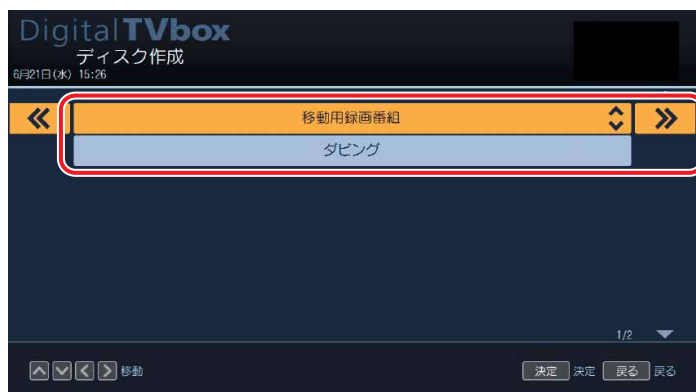 DigitalTVbox
ディスク作成
6月21日(水) 15:26
移動用録画番組
ダビング
1/2
移動 決定 決定 戻る 戻る